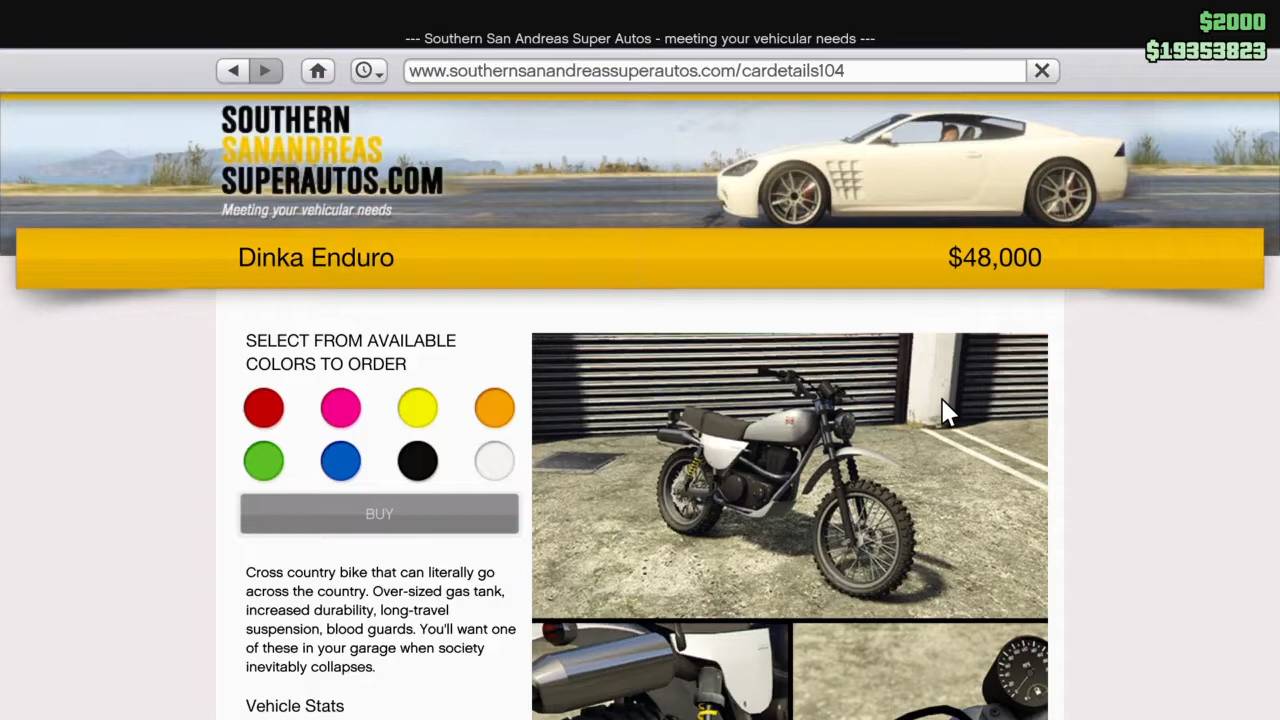 --- Southern San Andreas Super Autos - meeting your vehicular needs ---
$2000
$19353823
www.southernsanandreassuperautos.com/cardetails104
SOUTHERN
SANANDREAS
SUPERAUTOS.COM
Meeting your vehicular needs
Dinka Enduro
$48,000
SELECT FROM AVAILABLE
COLORS TO ORDER
BUY
Cross country bike that can literally go
across the country. Over-sized gas tank,
increased durability, long-travel
suspension, blood guards. You'll want one
of these in your garage when society
inevitably collapses.
Vehicle Stats